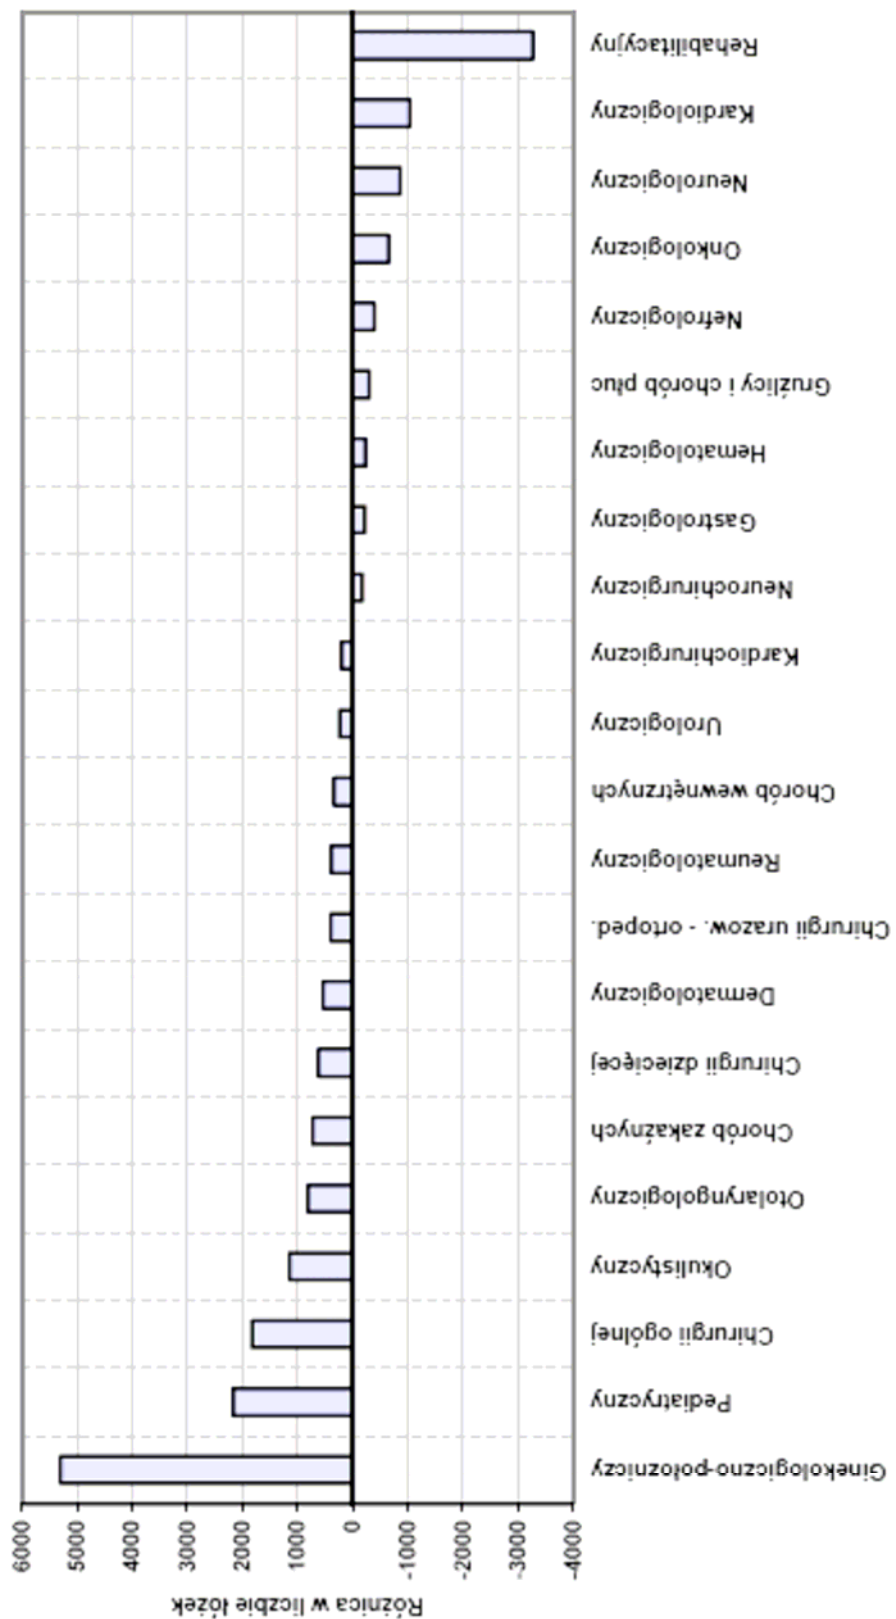 Różnica w liczbie łóżek
-4000
-3000
-2000
-1000
0
1000
2000
3000
4000
5000
6000
Ginekologiczno-położniczy
Pediatryczny
Chirurgii ogólnej
Okulistyczny
Otolaryngologiczny
Chorób zakaźnych
Chirurgii dziecięcej
Dermatologiczny
Chirurgii urazow. - ortoped.
Reumatologiczny
Chorób wewnętrznych
Urologiczny
Kardiochirurgiczny
Neurochirurgiczny
Gastrologiczny
Hematologiczny
Gruźlicy i chorób płuc
Nefrologiczny
Onkologiczny
Neurologiczny
Kardiologiczny
Rehabilitacyjny